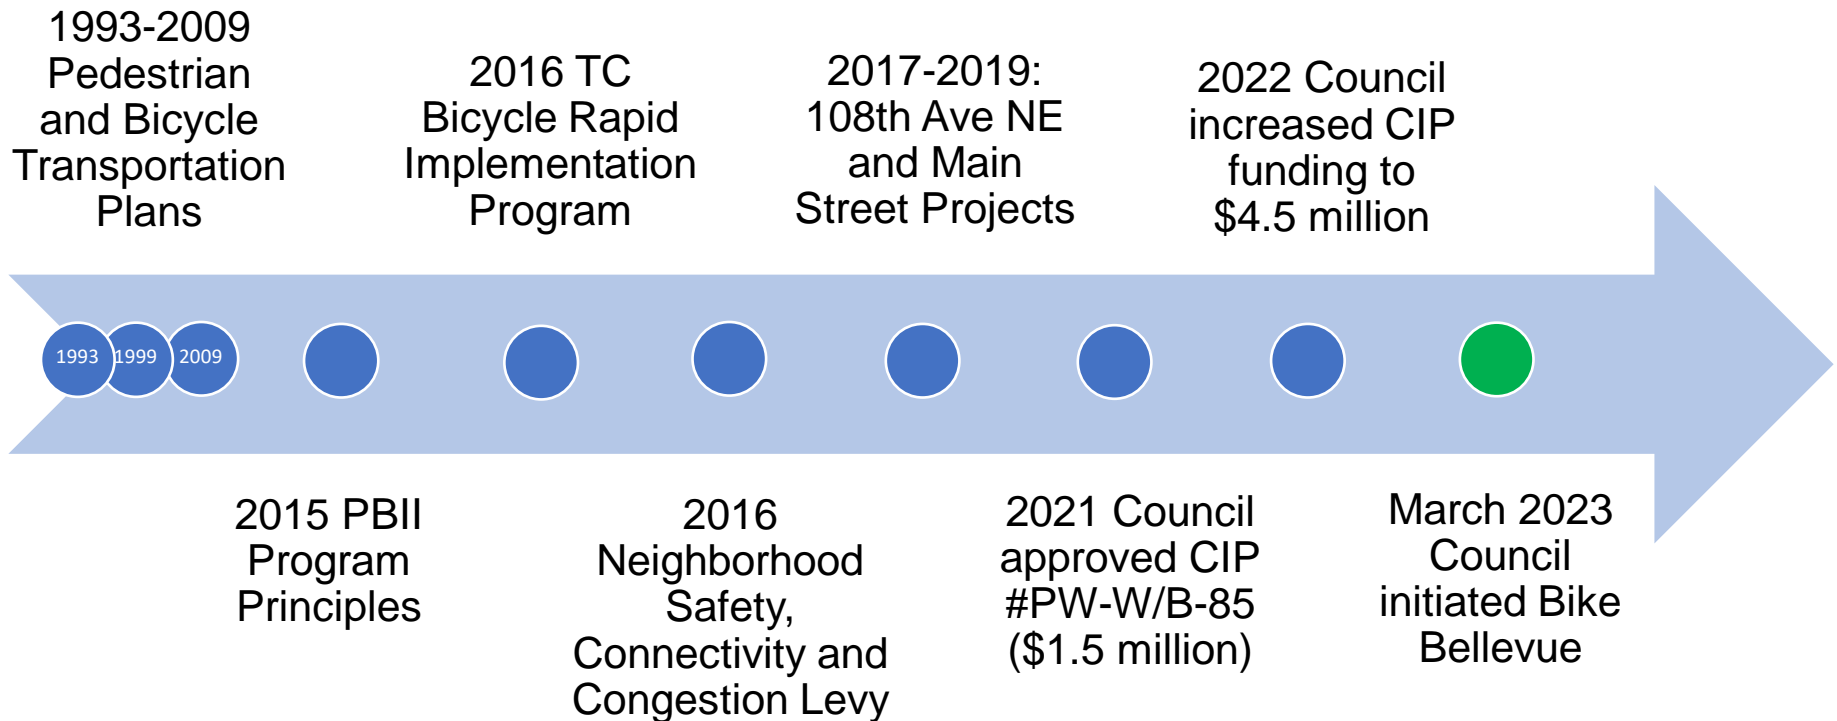 1993-2009
Pedestrian
and Bicycle
Transportation
Plans
2016 TC
Bicycle Rapid
Implementation
Program
2017-2019:
108th Ave NE
and Main
Street Projects
2022 Council
increased CIP
funding to
$4.5 million
1993
1999
2009
2015 PBII
Program
Principles
2016
Neighborhood
Safety,
Connectivity and
Congestion Levy
2021 Council
approved CIP
#PW-W/B-85
($1.5 million)
March 2023
Council
initiated Bike
Bellevue